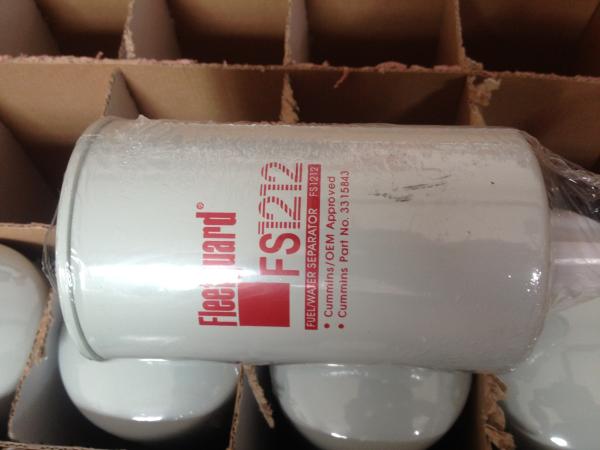 Fleetguard®
FS1212
FUEL/WATER SEPARATOR FS1212
• Cummins/OEM Approved
• Cummins Part No. 3315843